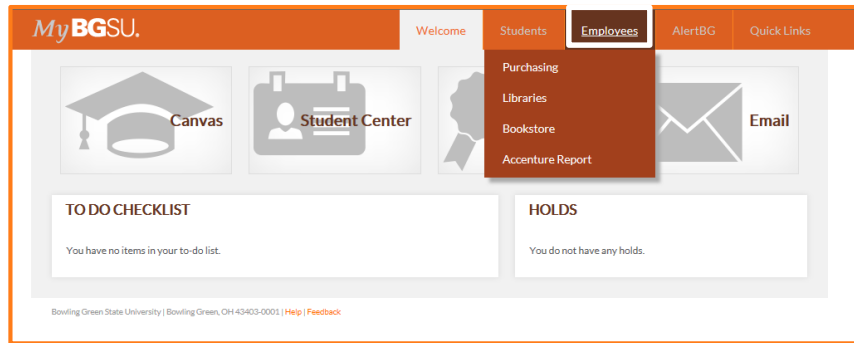 MyBGSU.
Welcome
Students
Employees
AlertBG
Quick Links
Purchasing
Libraries
Bookstore
Accenture Report
Canvas
Student Center
Email
TO DO CHECKLIST
You have no items in your to-do list.
HOLDS
You do not have any holds.
Bowling Green State University | Bowling Green, OH 43403-0001 | Help | Feedback